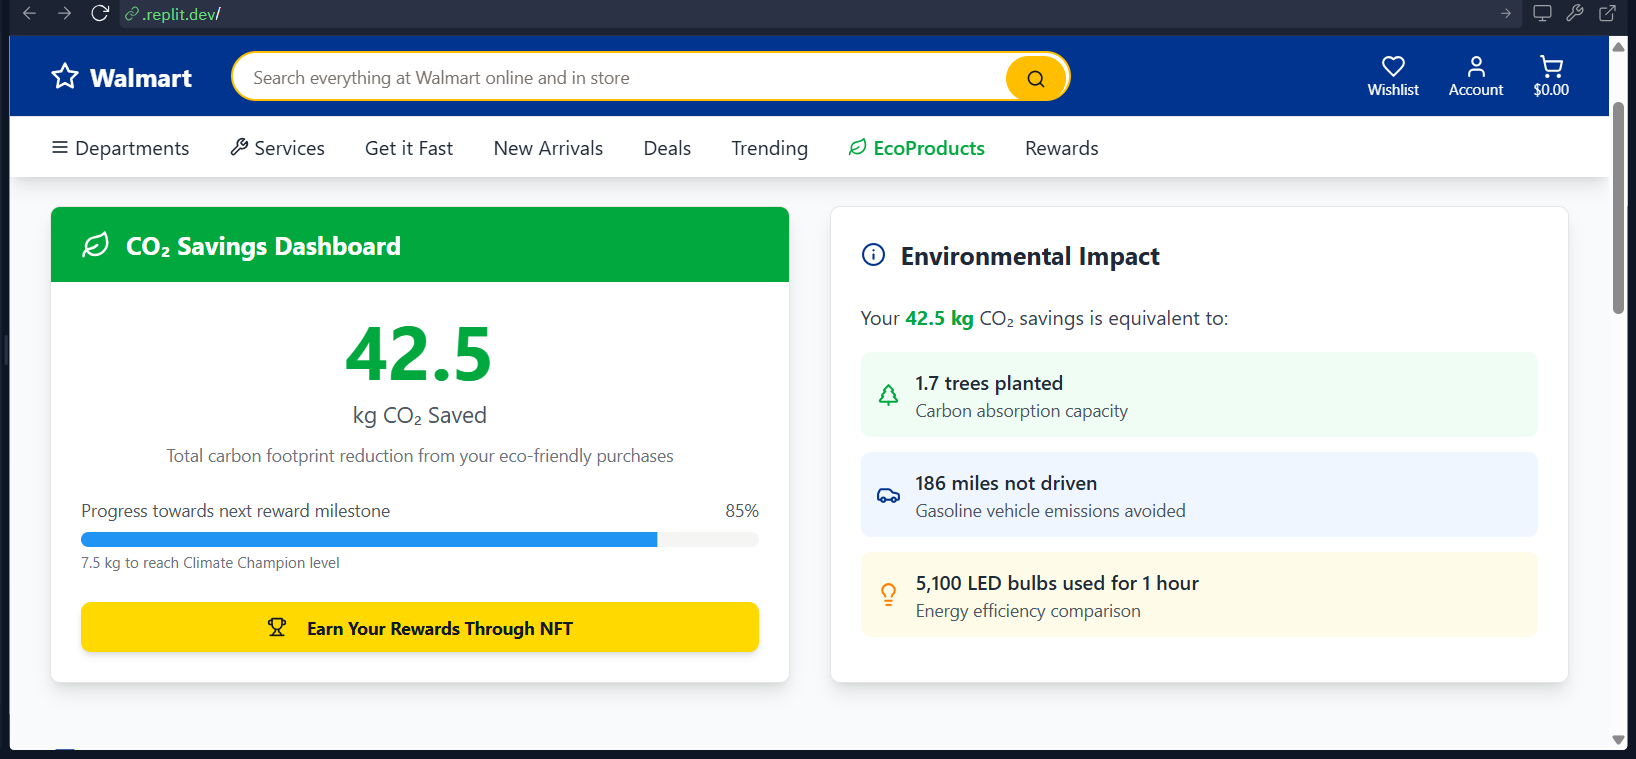 .replit.dev/
Walmart
Search everything at Walmart online and in store
Wishlist
Account
$0.00
Departments
Services
Get it Fast
New Arrivals
Deals
Trending
EcoProducts
Rewards
CO₂ Savings Dashboard
42.5
kg CO₂ Saved
Total carbon footprint reduction from your eco-friendly purchases
Progress towards next reward milestone
85%
7.5 kg to reach Climate Champion level
Earn Your Rewards Through NFT
Environmental Impact
Your 42.5 kg CO₂ savings is equivalent to:
1.7 trees planted
Carbon absorption capacity
186 miles not driven
Gasoline vehicle emissions avoided
5,100 LED bulbs used for 1 hour
Energy efficiency comparison